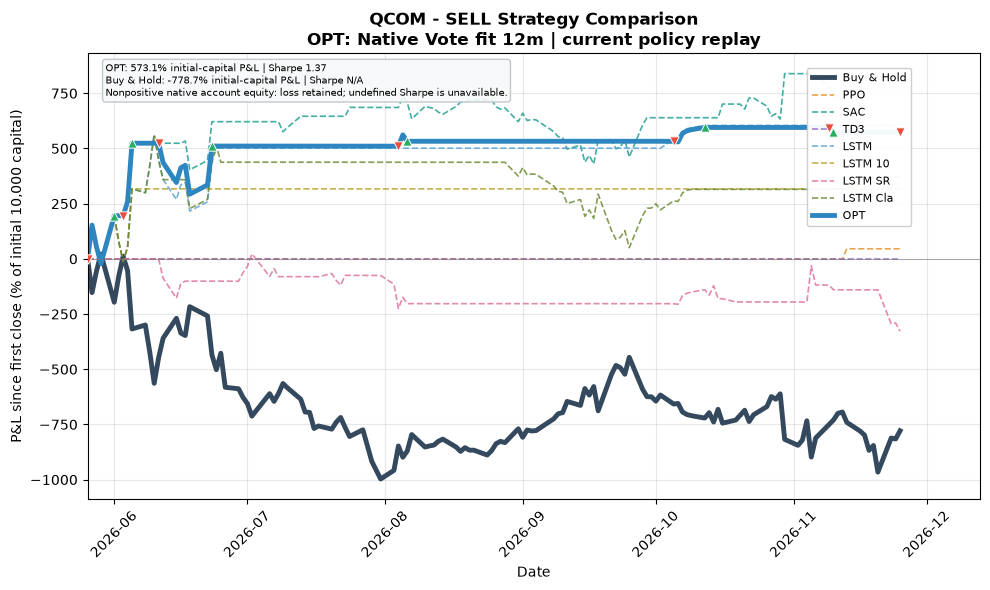 QCOM - SELL Strategy Comparison
OPT: Native Vote fit 12m | current policy replay
OPT: 573.1% initial-capital P&L | Sharpe 1.37
Buy & Hold: -778.7% initial-capital P&L | Sharpe N/A
Nonpositive native account equity: loss retained; undefined Sharpe is unavailable.
Buy & Hold
PPO
SAC
TD3
LSTM
LSTM 10
LSTM SR
LSTM Cla
OPT
P&L since first close (% of initial 10,000 capital)
750
500
250
0
−250
−500
−750
−1000
2026-06
2026-07
2026-08
2026-09
2026-10
2026-11
2026-12
Date